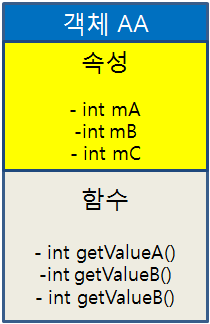 객체 AA
속성
- int mA
-int mB
- int mC
함수
- int getValueA()
-int getValueB()
- int getValueB()